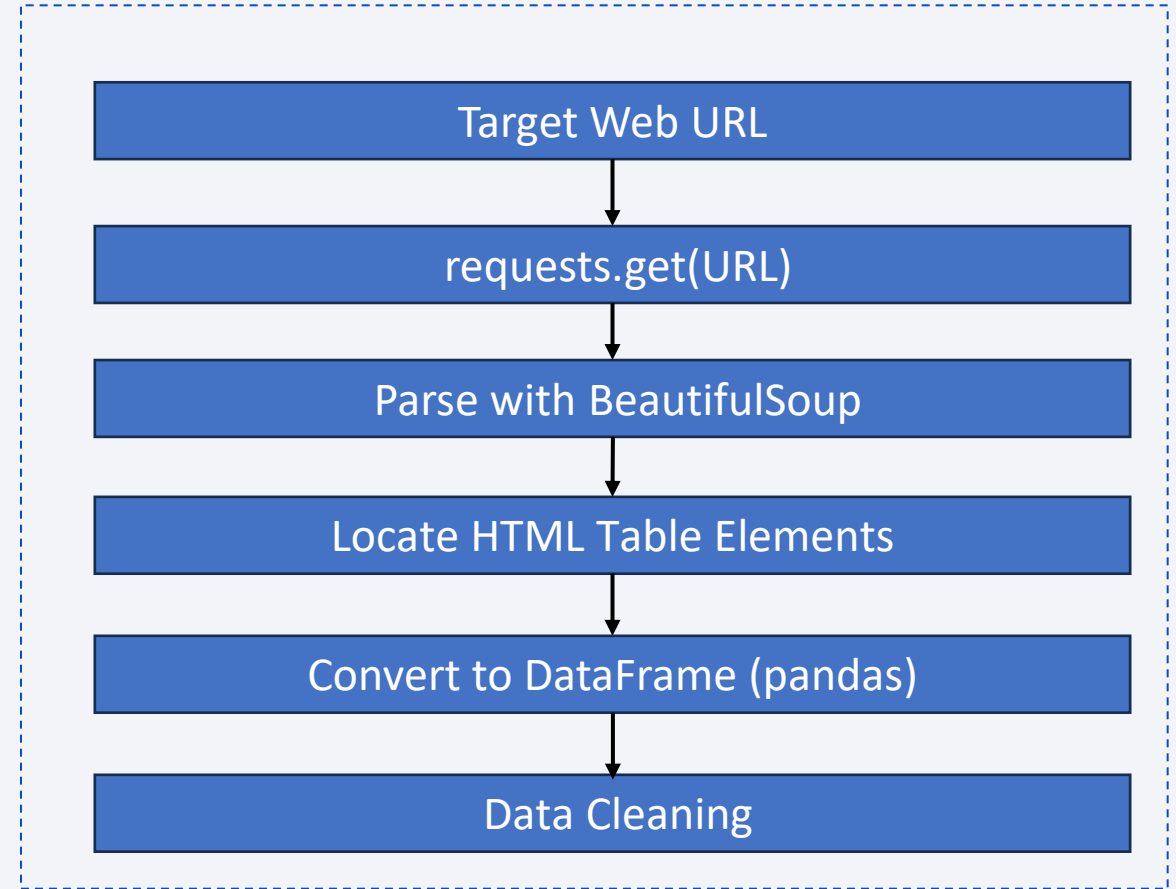 Target Web URL
requests.get(URL)
Parse with BeautifulSoup
Locate HTML Table Elements
Convert to DataFrame (pandas)
Data Cleaning